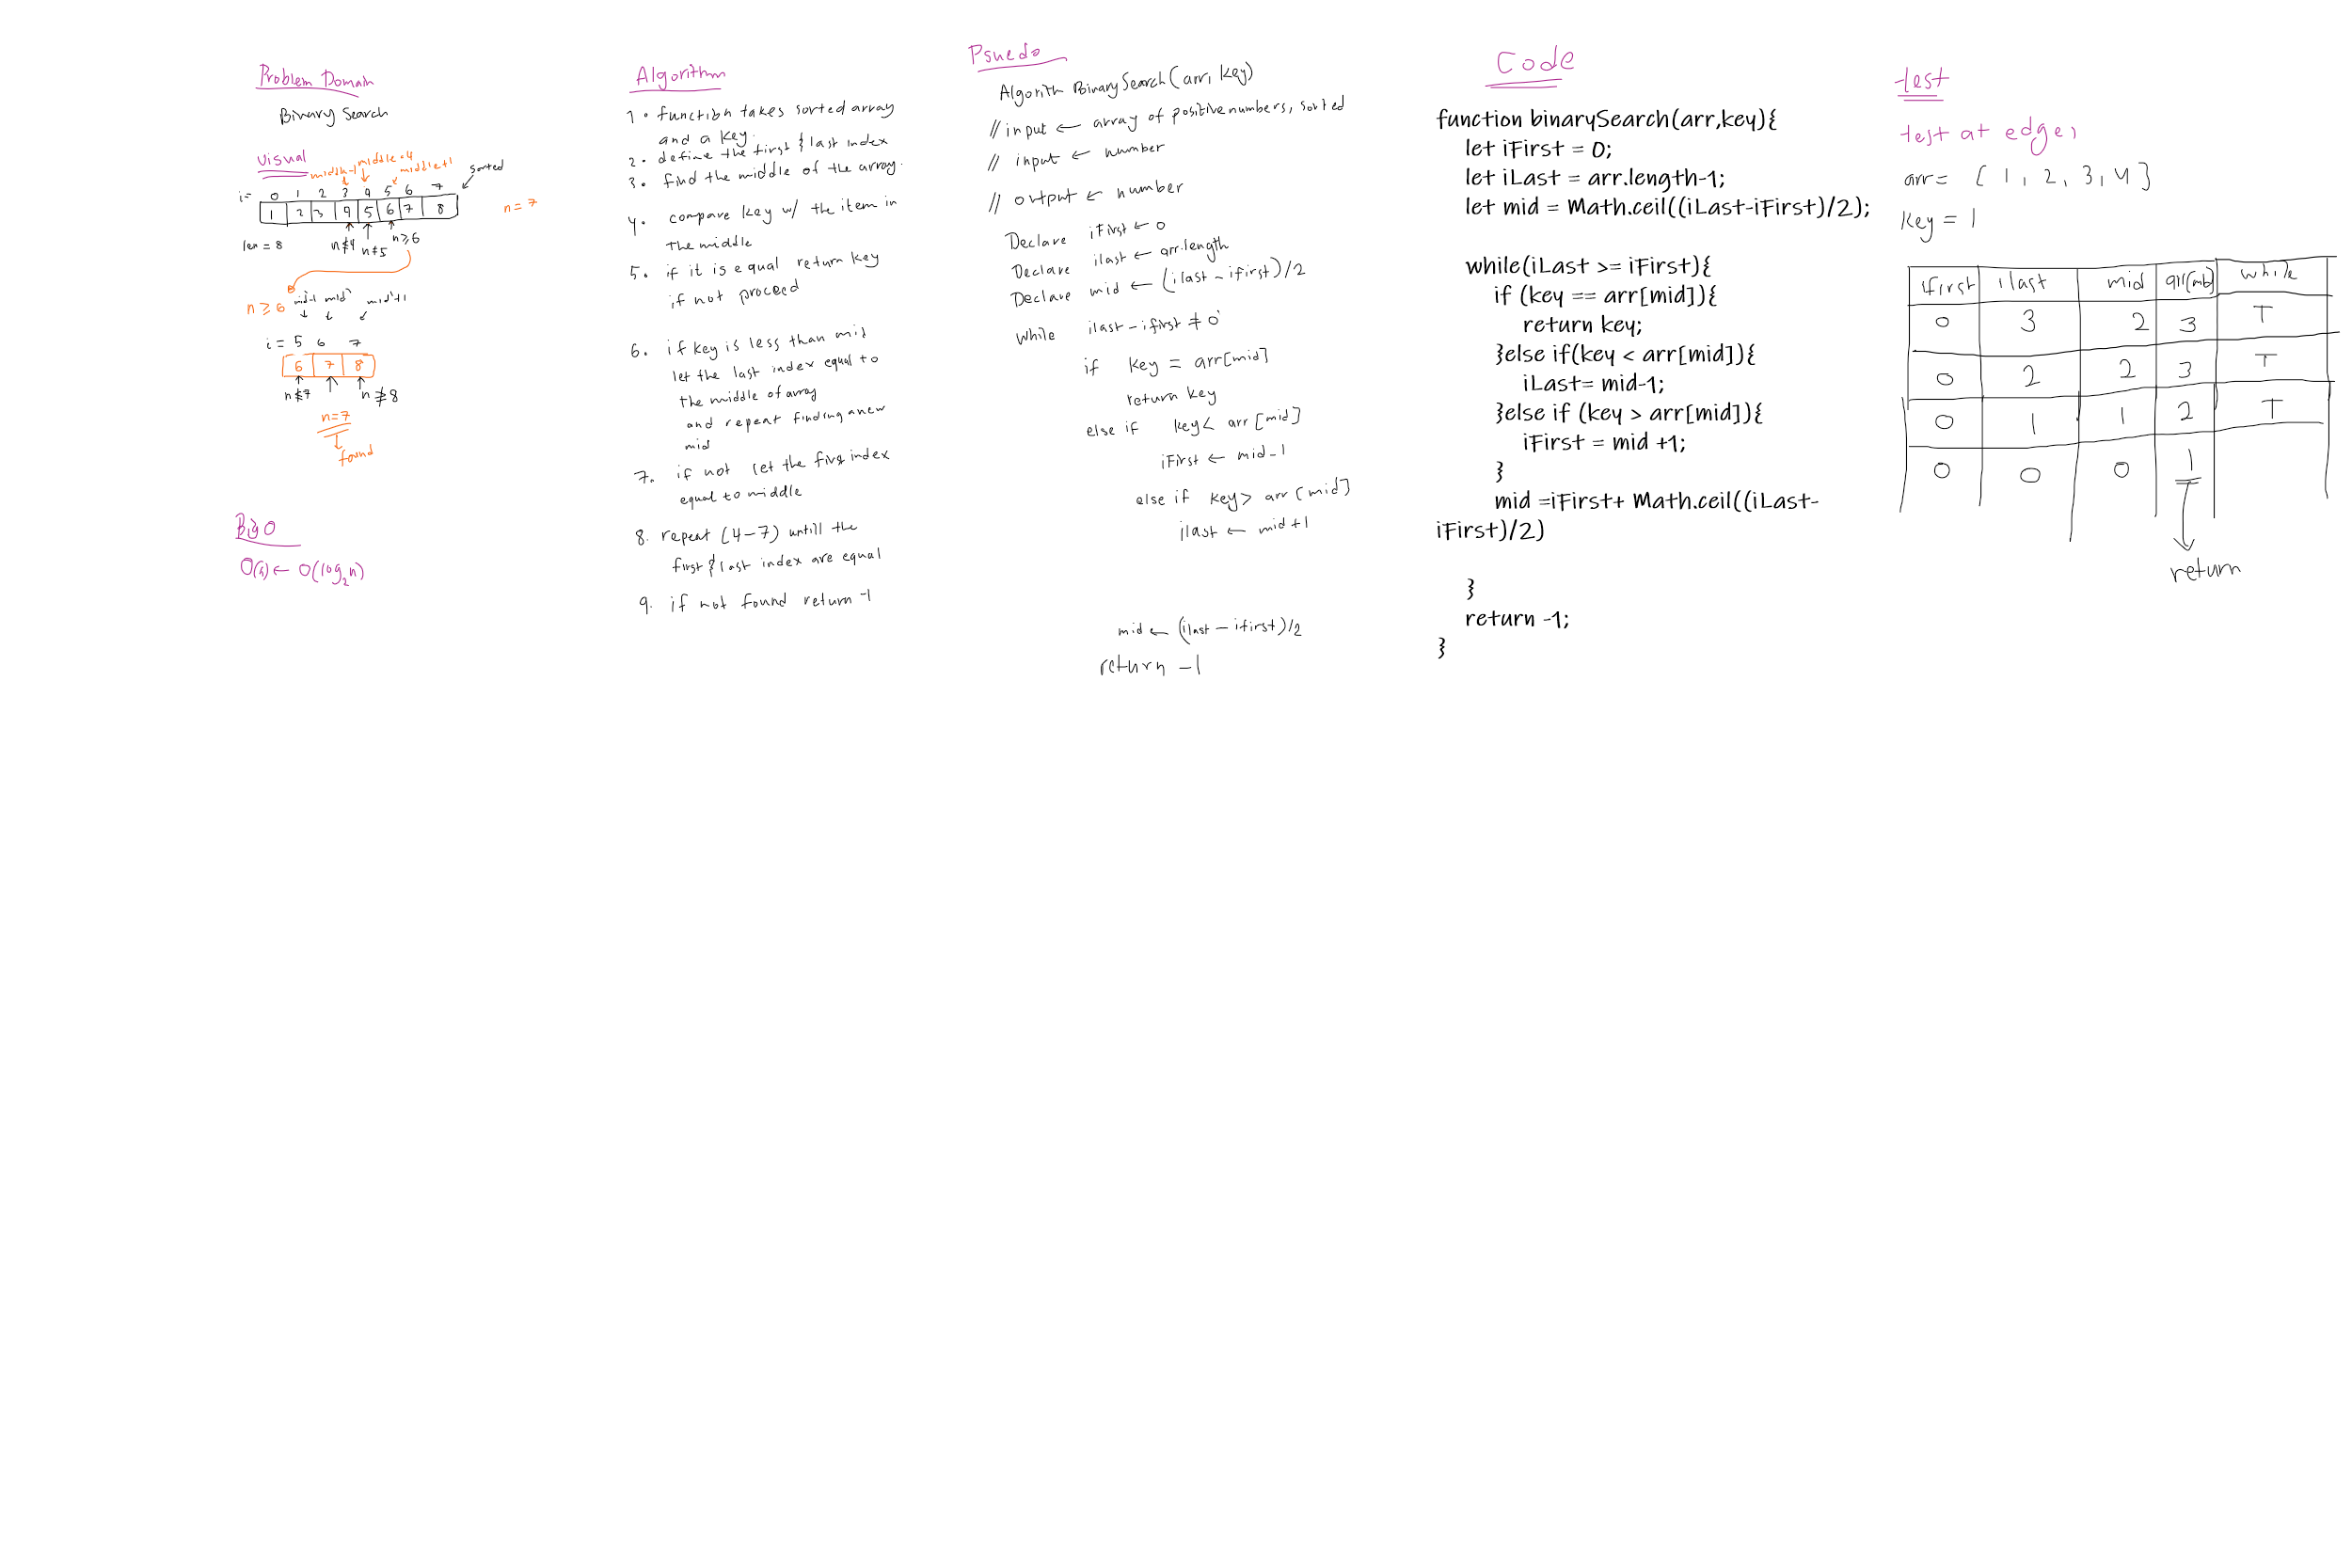 Problem Domain
Binary Search
Visual
middle-1 middle=4 middle+1
sorted
i= 0 1 2 3 4 5 6 7
1 2 3 4 5 6 7 8
n = 7
len = 8
n≰4 n≠5 n≥6
n ≥ 6 mid-1 mid mid+1
i = 5 6 7
6 7 8
n≰7 n≱8
n=7
found
Big O
O(n) ← O(log₂n)
Algorithm
1. function takes sorted array
and a key.
2. define the first & last index
3. find the middle of the array.
4. compare key w/ the item in
the middle
5. if it is equal return key
if not proceed
6. if key is less than mid
let the last index equal to
the middle of array
and repeat finding a new
mid
7. if not let the first index
equal to middle
8. repeat (4-7) untill the
first & last index are equal
9. if not found return -1
Psuedo
Algorith BinarySearch(arr, key)
// input ← array of positive numbers, sorted
// input ← number
// output ← number
Declare iFirst ← 0
Declare ilast ← arr.length
Declare mid ← (ilast - ifirst)/2
while ilast - ifirst ≠ 0
if key = arr[mid]
return key
else if key < arr[mid]
iFirst ← mid-1
else if key > arr[mid]
ilast ← mid+1
mid ← (ilast - ifirst)/2
return -1
Code
function binarySearch(arr,key){
let iFirst = 0;
let iLast = arr.length-1;
let mid = Math.ceil((iLast-iFirst)/2);
while(iLast >= iFirst){
if (key == arr[mid]){
return key;
}else if(key < arr[mid]){
iLast= mid-1;
}else if (key > arr[mid]){
iFirst = mid +1;
}
mid =iFirst+ Math.ceil((iLast-
iFirst)/2)
}
return -1;
}
test
test at edge,
arr = [1, 2, 3, 4]
Key = 1
ifirst ilast mid while
0 3 2 3 T
0 2 2 3 T
0 1 1 2 T
0 0 0 1
return